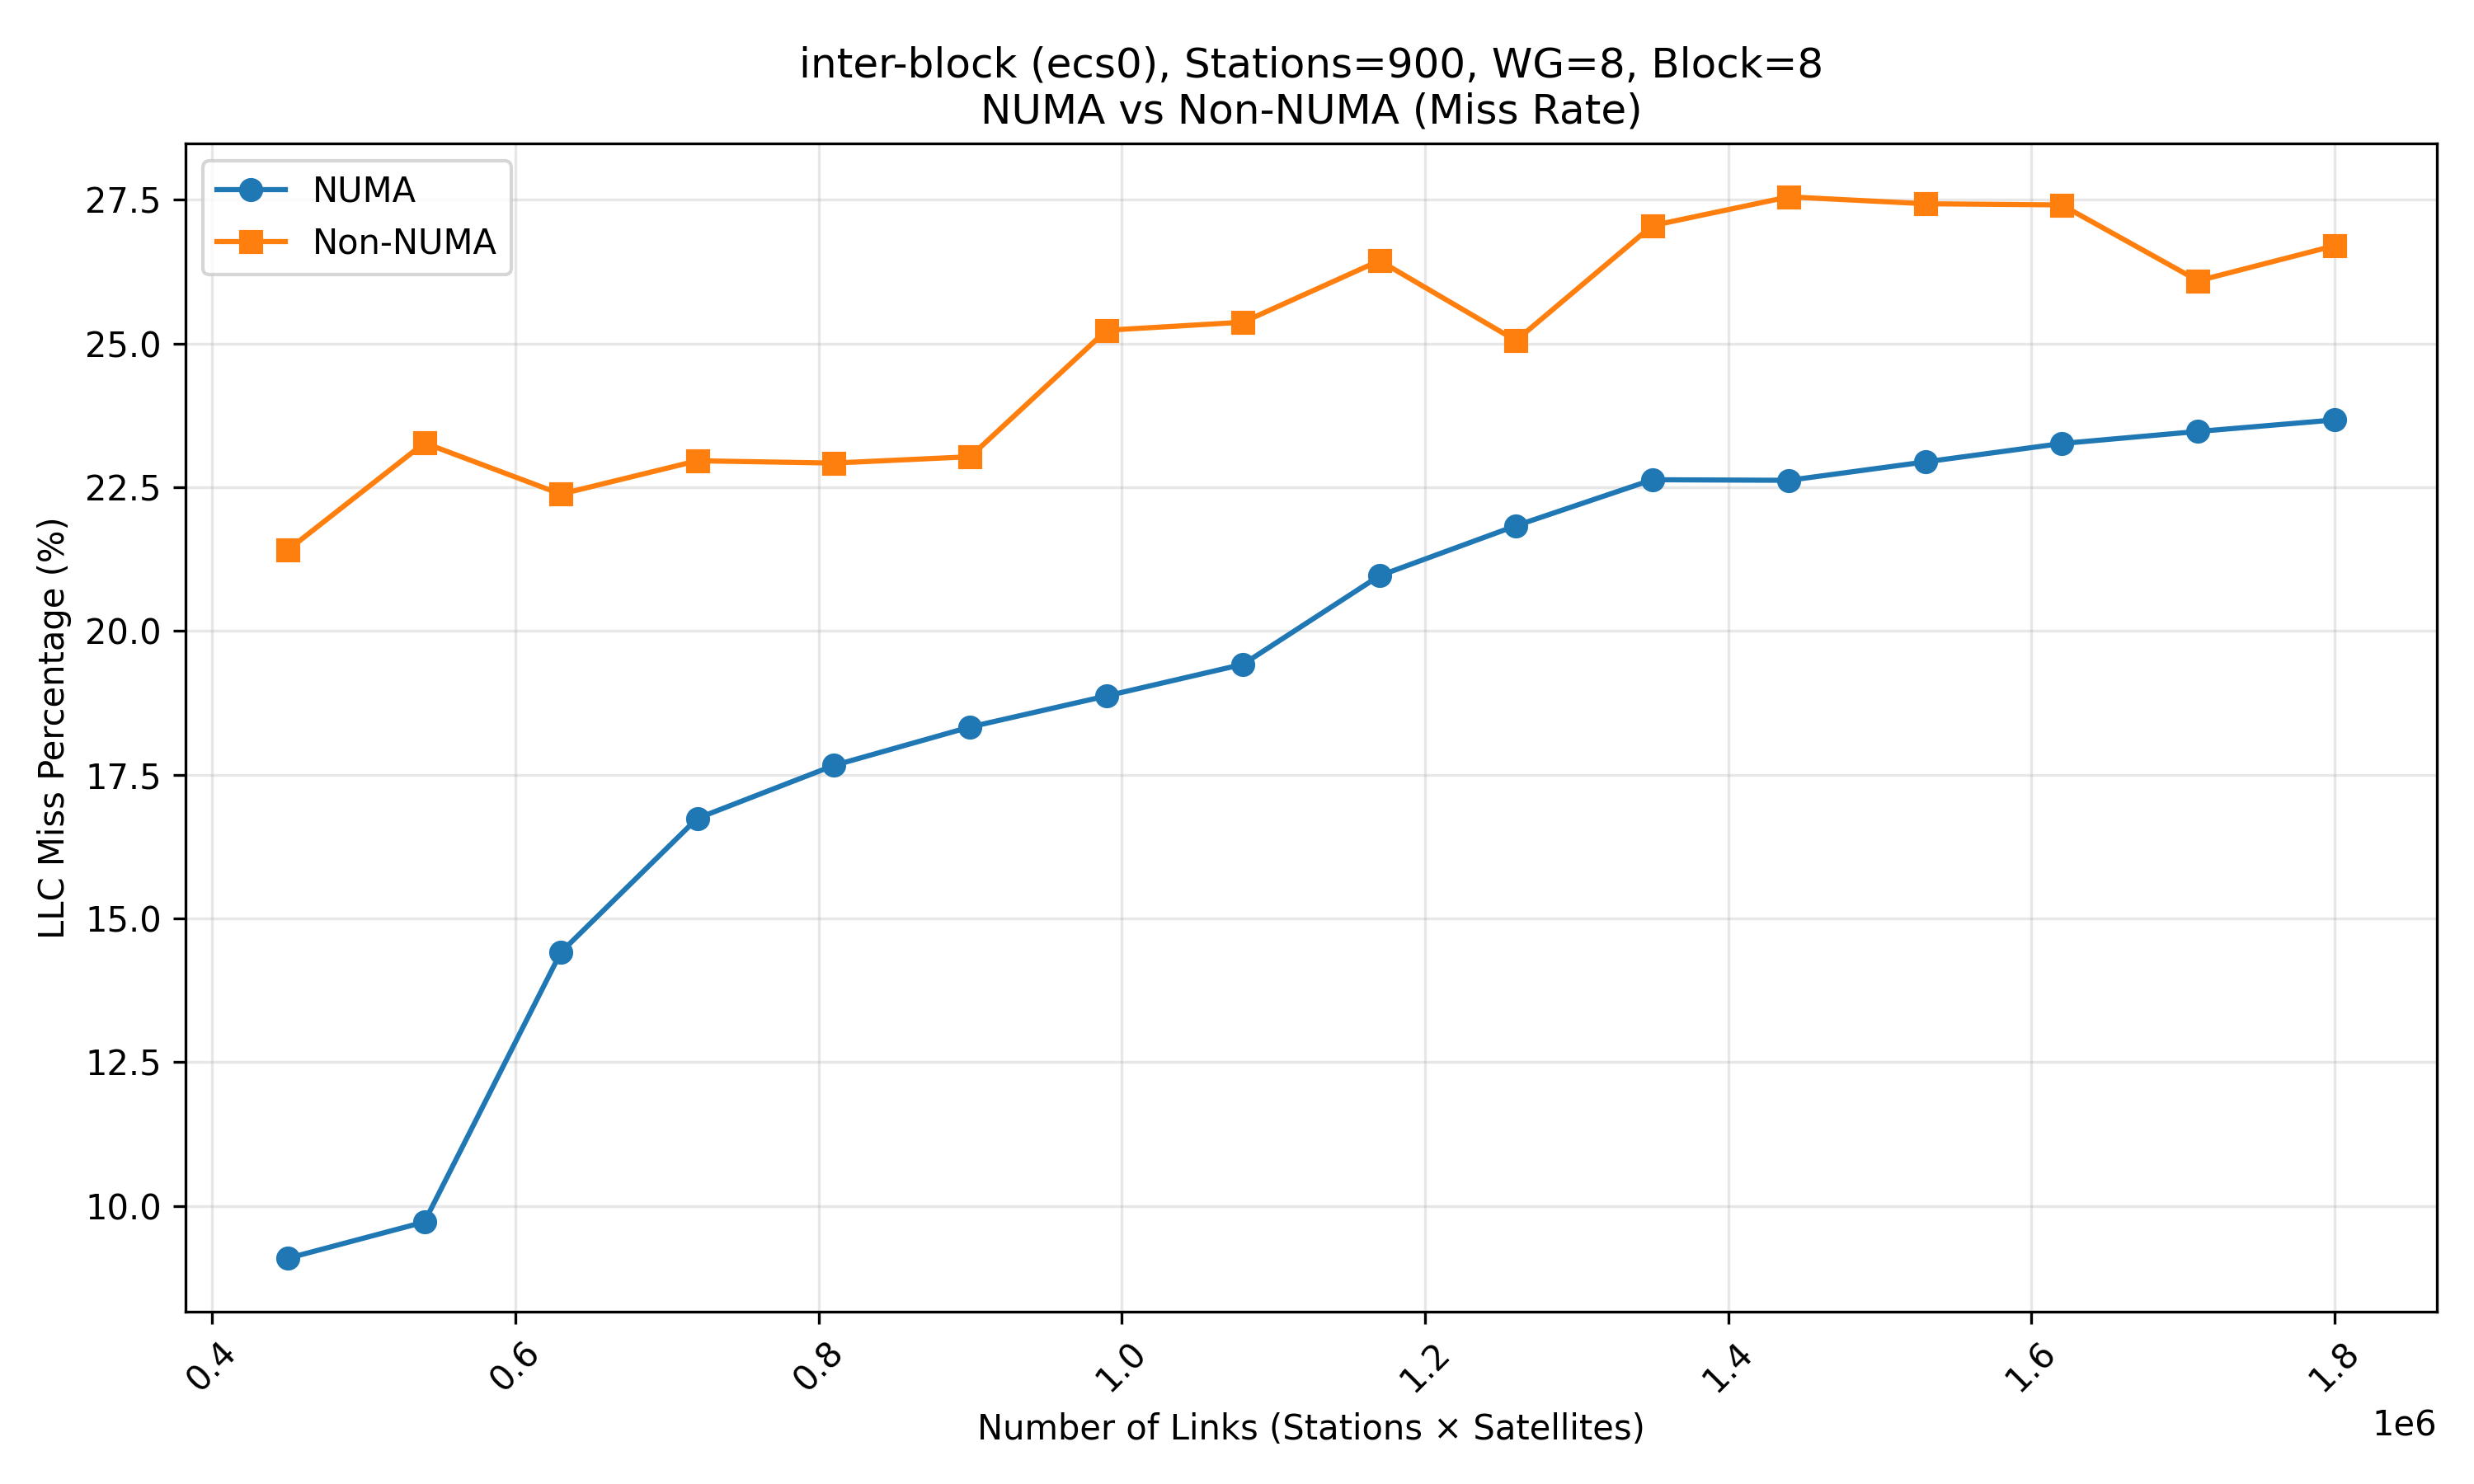 inter-block (ecs0), Stations=900, WG=8, Block=8
NUMA vs Non-NUMA (Miss Rate)
NUMA
Non-NUMA
LLC Miss Percentage (%)
27.5
25.0
22.5
20.0
17.5
15.0
12.5
10.0
0.4
0.6
0.8
1.0
1.2
1.4
1.6
1.8
1e6
Number of Links (Stations × Satellites)